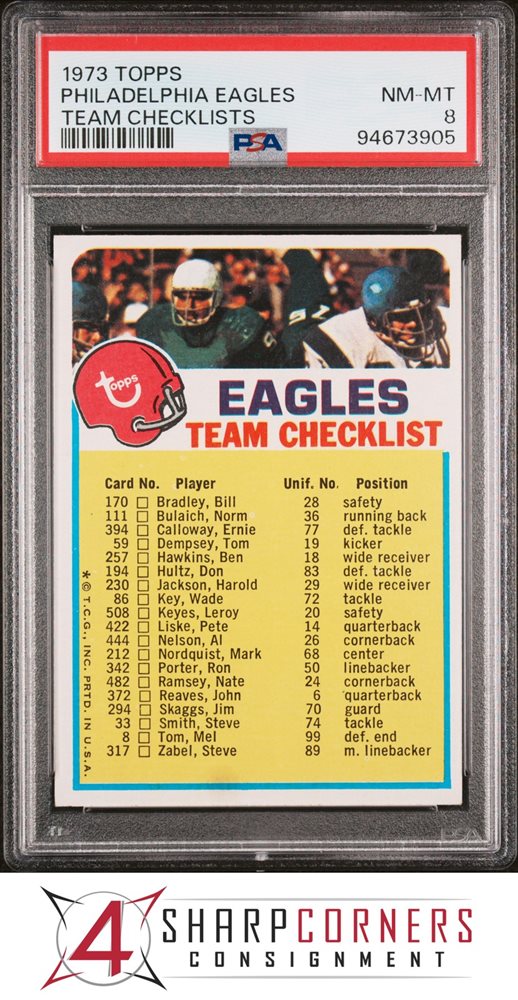 1973 TOPPS
PHILADELPHIA EAGLES NM-MT
TEAM CHECKLISTS 8
PSA 94673905
topps
EAGLES
TEAM CHECKLIST
Card No. Player Unif. No. Position
170 Bradley, Bill 28 safety
111 Bulaich, Norm 36 running back
394 Calloway, Ernie 77 def. tackle
59 Dempsey, Tom 19 kicker
257 Hawkins, Ben 18 wide receiver
194 Hultz, Don 83 def. tackle
230 Jackson, Harold 29 wide receiver
86 Key, Wade 72 tackle
508 Keyes, Leroy 20 safety
422 Liske, Pete 14 quarterback
444 Nelson, Al 26 cornerback
212 Nordquist, Mark 68 center
342 Porter, Ron 50 linebacker
482 Ramsey, Nate 24 cornerback
372 Reaves, John 6 quarterback
294 Skaggs, Jim 70 guard
33 Smith, Steve 74 tackle
8 Tom, Mel 99 def. end
317 Zabel, Steve 89 m. linebacker
* © T.C.G., INC. PRTD. IN U.S.A.
PSA
4 SHARPCORNERS
CONSIGNMENT